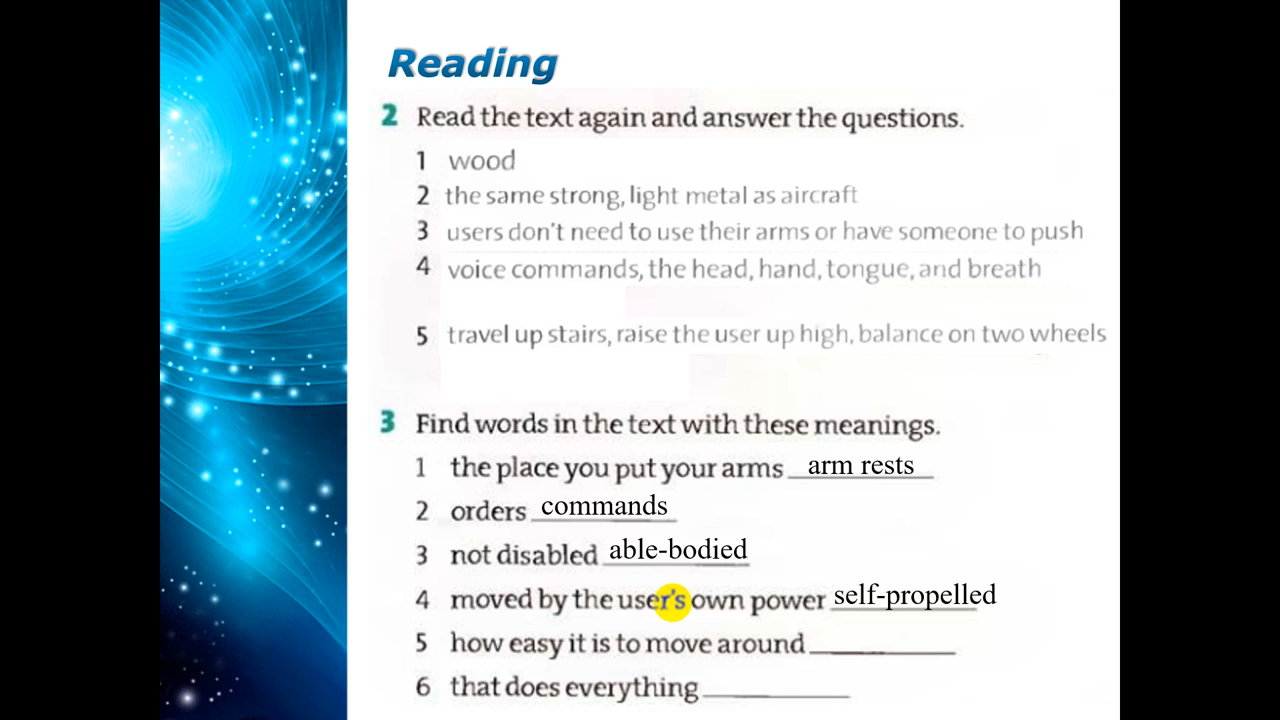 Reading
2 Read the text again and answer the questions.
1 wood
2 the same strong, light metal as aircraft
3 users don't need to use their arms or have someone to push
4 voice commands, the head, hand, tongue, and breath
5 travel up stairs, raise the user up high, balance on two wheels
3 Find words in the text with these meanings.
1 the place you put your arms arm rests
2 orders commands
3 not disabled able-bodied
4 moved by the user's own power self-propelled
5 how easy it is to move around
6 that does everything